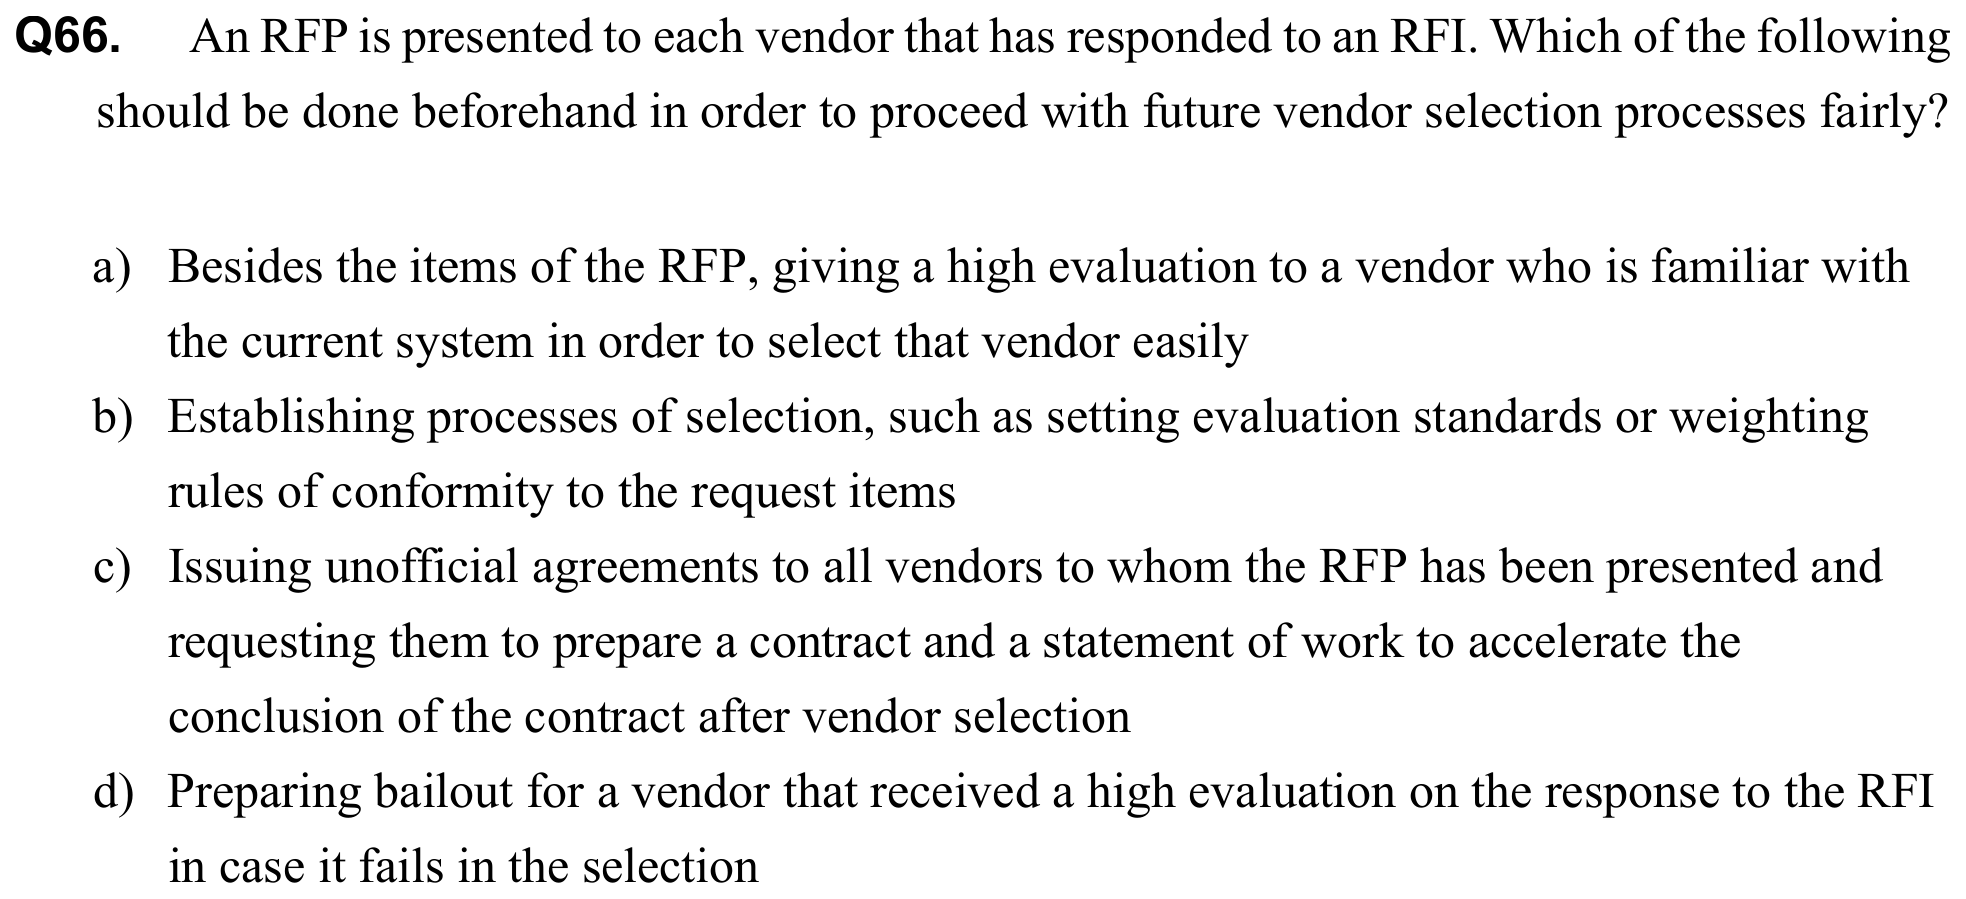 Q66. An RFP is presented to each vendor that has responded to an RFI. Which of the following
should be done beforehand in order to proceed with future vendor selection processes fairly?
a) Besides the items of the RFP, giving a high evaluation to a vendor who is familiar with
the current system in order to select that vendor easily
b) Establishing processes of selection, such as setting evaluation standards or weighting
rules of conformity to the request items
c) Issuing unofficial agreements to all vendors to whom the RFP has been presented and
requesting them to prepare a contract and a statement of work to accelerate the
conclusion of the contract after vendor selection
d) Preparing bailout for a vendor that received a high evaluation on the response to the RFI
in case it fails in the selection